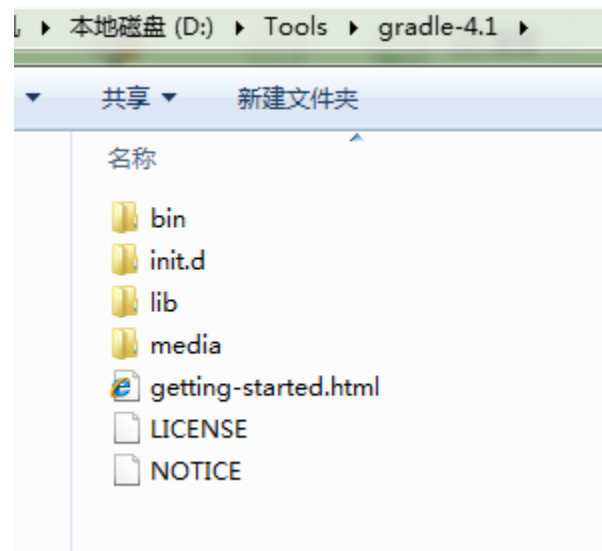 本地磁盘 (D:) Tools gradle-4.1
共享 新建文件夹
名称
bin
init.d
lib
media
getting-started.html
LICENSE
NOTICE